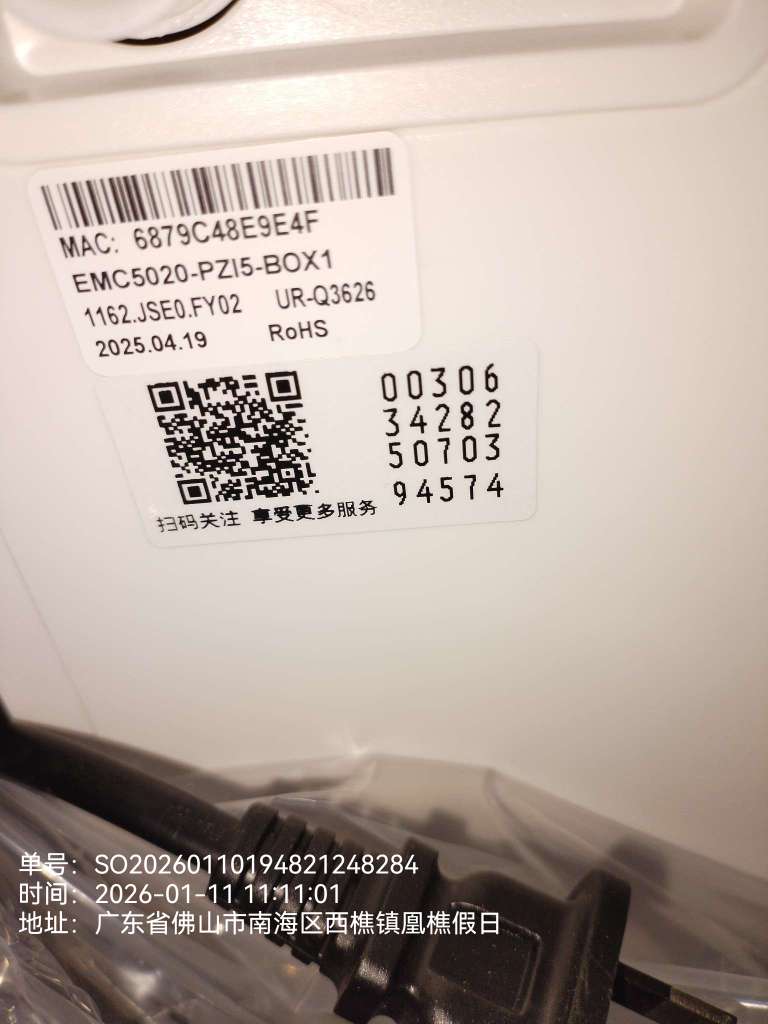 MAC: 6879C48E9E4F
EMC5020-PZI5-BOX1
1162.JSE0.FY02 UR-Q3626
2025.04.19 RoHS
00306
34282
50703
94574
扫码关注 享受更多服务
单号：SO20260110194821248284
时间：2026-01-11 11:11:01
地址：广东省佛山市南海区西樵镇凰樵假日